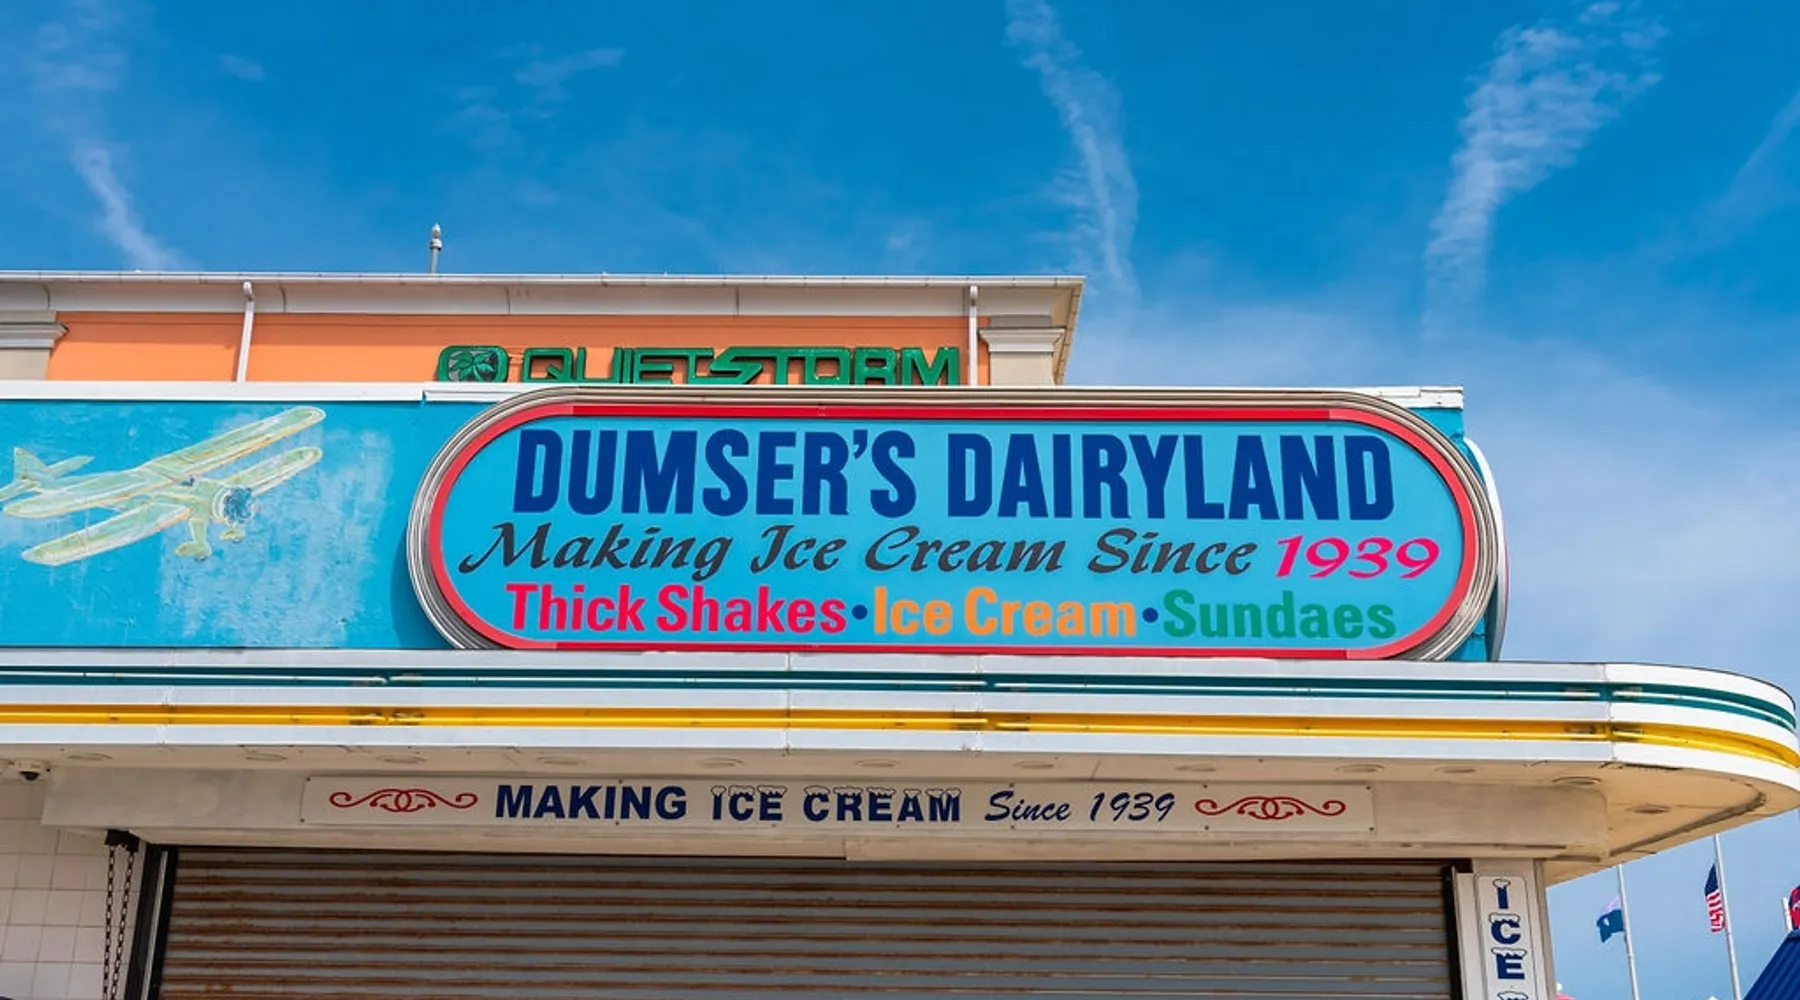 QUIETSTORM
DUMSER'S DAIRYLAND
Making Ice Cream Since 1939
Thick Shakes•Ice Cream•Sundaes
MAKING ICE CREAM Since 1939
ICE